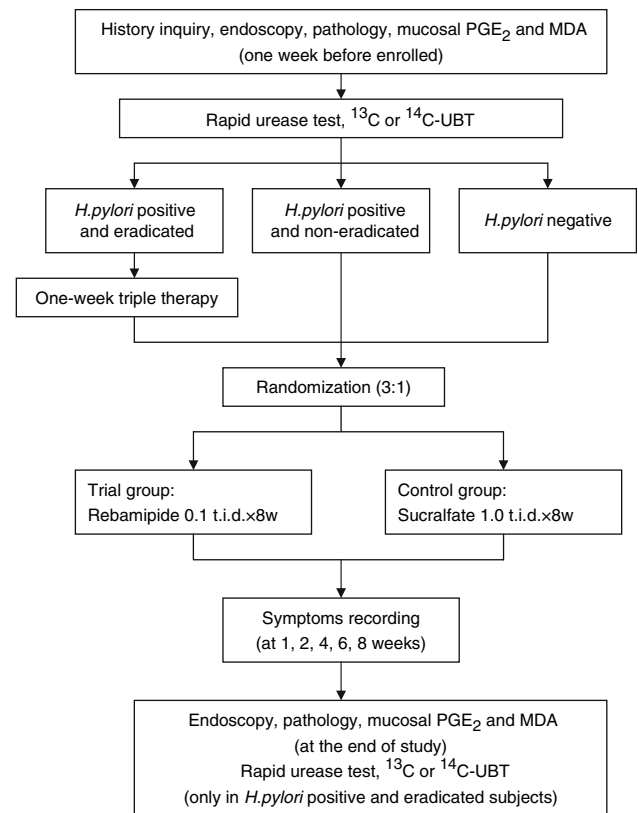 History inquiry, endoscopy, pathology, mucosal PGE₂ and MDA
(one week before enrolled)
Rapid urease test, ¹³C or ¹⁴C-UBT
H.pylori positive
and eradicated
H.pylori positive
and non-eradicated
H.pylori negative
One-week triple therapy
Randomization (3:1)
Trial group:
Rebamipide 0.1 t.i.d.×8w
Control group:
Sucralfate 1.0 t.i.d.×8w
Symptoms recording
(at 1, 2, 4, 6, 8 weeks)
Endoscopy, pathology, mucosal PGE₂ and MDA
(at the end of study)
Rapid urease test, ¹³C or ¹⁴C-UBT
(only in H.pylori positive and eradicated subjects)